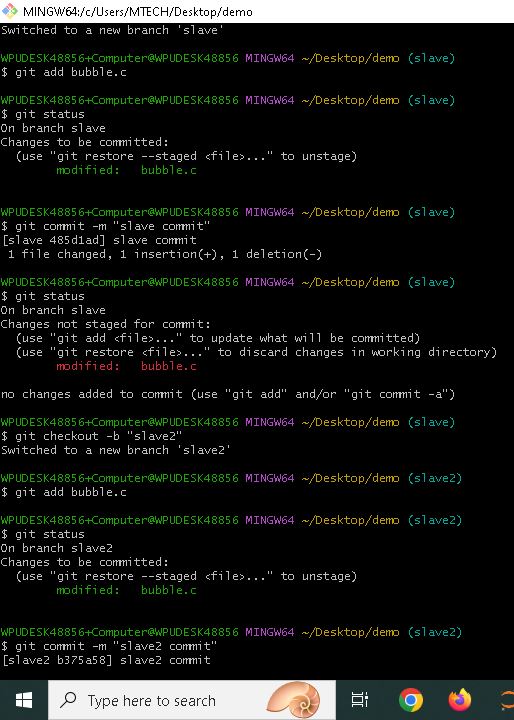 MINGW64:/c/Users/MTECH/Desktop/demo
Switched to a new branch 'slave'
WPUDESK48856+Computer@WPUDESK48856 MINGW64 ~/Desktop/demo (slave)
$ git add bubble.c
WPUDESK48856+Computer@WPUDESK48856 MINGW64 ~/Desktop/demo (slave)
$ git status
On branch slave
Changes to be committed:
  (use "git restore --staged <file>..." to unstage)
        modified:   bubble.c
WPUDESK48856+Computer@WPUDESK48856 MINGW64 ~/Desktop/demo (slave)
$ git commit -m "slave commit"
[slave 485d1ad] slave commit
 1 file changed, 1 insertion(+), 1 deletion(-)
WPUDESK48856+Computer@WPUDESK48856 MINGW64 ~/Desktop/demo (slave)
$ git status
On branch slave
Changes not staged for commit:
  (use "git add <file>..." to update what will be committed)
  (use "git restore <file>..." to discard changes in working directory)
        modified:   bubble.c
no changes added to commit (use "git add" and/or "git commit -a")
WPUDESK48856+Computer@WPUDESK48856 MINGW64 ~/Desktop/demo (slave)
$ git checkout -b "slave2"
Switched to a new branch 'slave2'
WPUDESK48856+Computer@WPUDESK48856 MINGW64 ~/Desktop/demo (slave2)
$ git add bubble.c
WPUDESK48856+Computer@WPUDESK48856 MINGW64 ~/Desktop/demo (slave2)
$ git status
On branch slave2
Changes to be committed:
  (use "git restore --staged <file>..." to unstage)
        modified:   bubble.c
WPUDESK48856+Computer@WPUDESK48856 MINGW64 ~/Desktop/demo (slave2)
$ git commit -m "slave2 commit"
[slave2 b375a58] slave2 commit
Type here to search